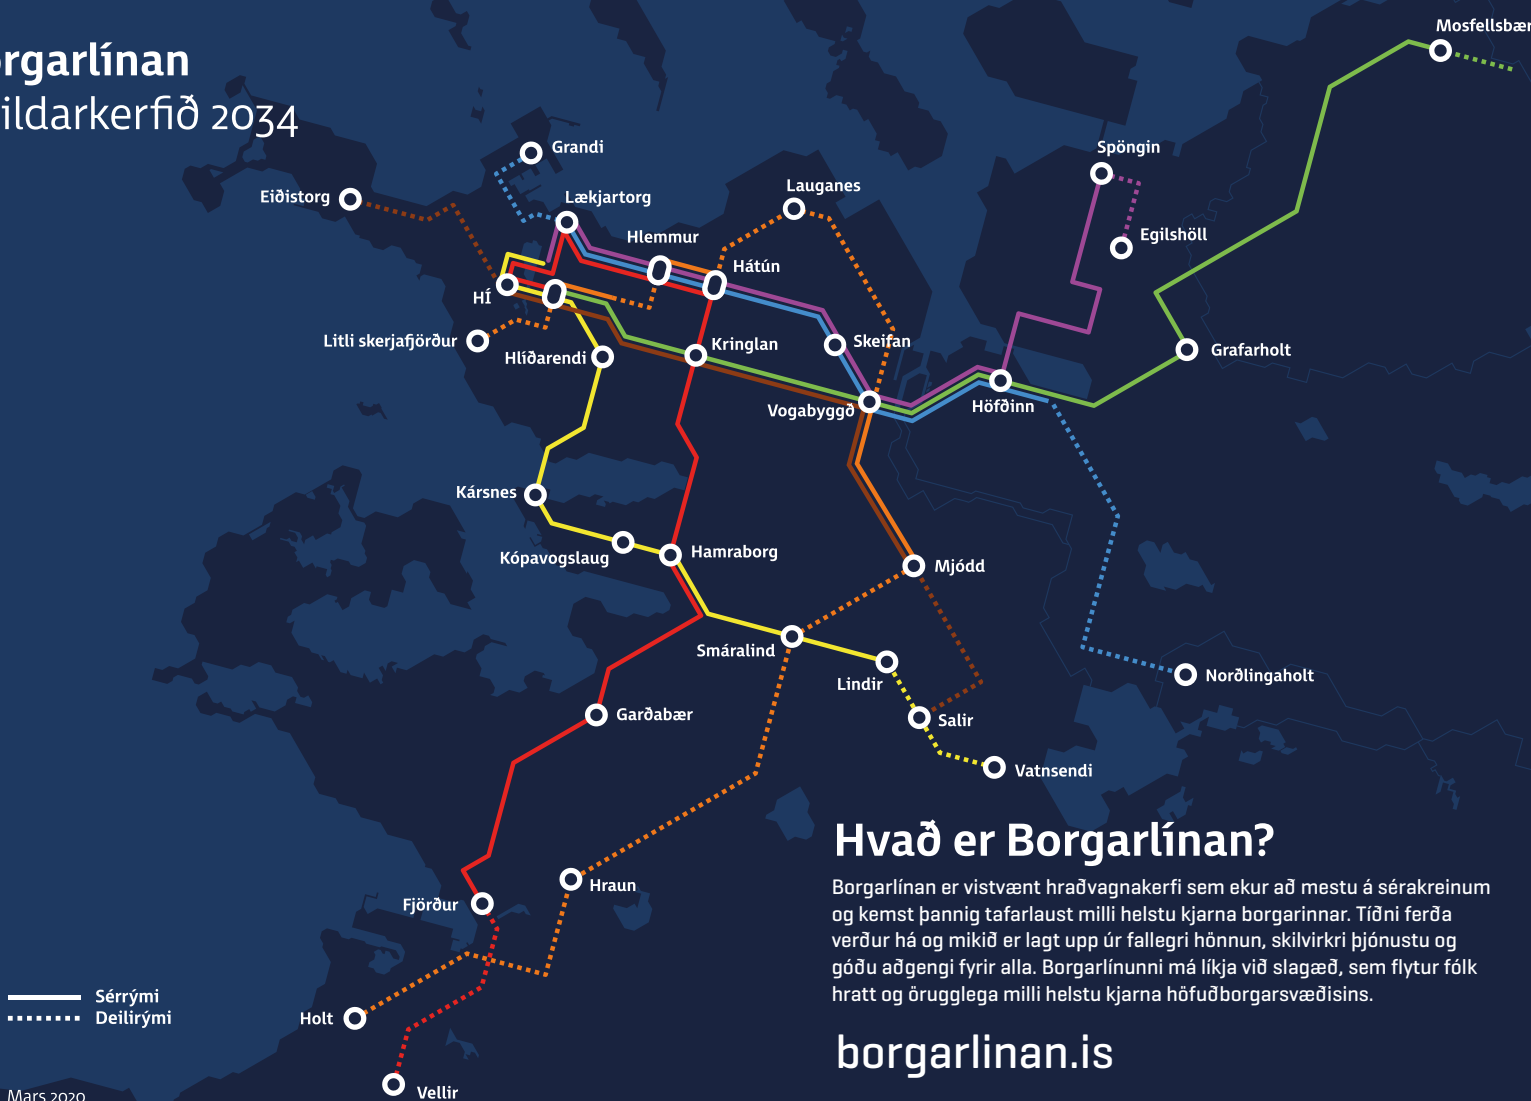 rgarlínan
ildarkerfið 2034
Mosfellsbær
Spöngin
Grandi
Lauganes
Eiðistorg
Lækjartorg
Egilshöll
Hlemmur
Hátún
HÍ
Litli skerjafjörður
Kringlan
Skeifan
Grafarholt
Hlíðarendi
Höfðinn
Vogabyggð
Kársnes
Hamraborg
Kópavogslaug
Mjódd
Smáralind
Norðlingaholt
Lindir
Garðabær
Salir
Vatnsendi
Hvað er Borgarlínan?
Borgarlínan er vistvænt hraðvagnakerfi sem ekur að mestu á sérakreinum
og kemst þannig tafarlaust milli helstu kjarna borgarinnar. Tíðni ferða
verður há og mikið er lagt upp úr fallegri hönnun, skilvirkri þjónustu og
góðu aðgengi fyrir alla. Borgarlínunni má líkja við slagæð, sem flytur fólk
hratt og örugglega milli helstu kjarna höfuðborgarsvæðisins.
borgarlinan.is
Hraun
Fjörður
Sérrými
Deilirými
Holt
Vellir
Mars 2020